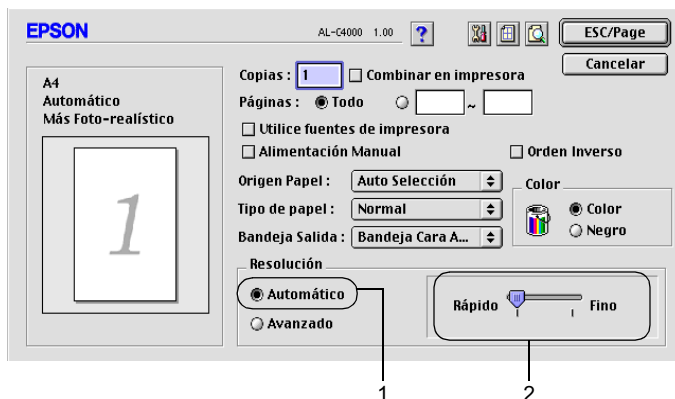 EPSON
AL-C4000 1.00
?
ESC/Page
Cancelar
A4
Automático
Más Foto-realístico
1
Copias : 1 Combinar en impresora
Páginas : Todo ~
Utilice fuentes de impresora
Alimentación Manual Orden Inverso
Origen Papel : Auto Selección
Tipo de papel : Normal
Bandeja Salida : Bandeja Cara A...
Color
Color
Negro
Resolución
Automático
Avanzado
Rápido Fino
1 2